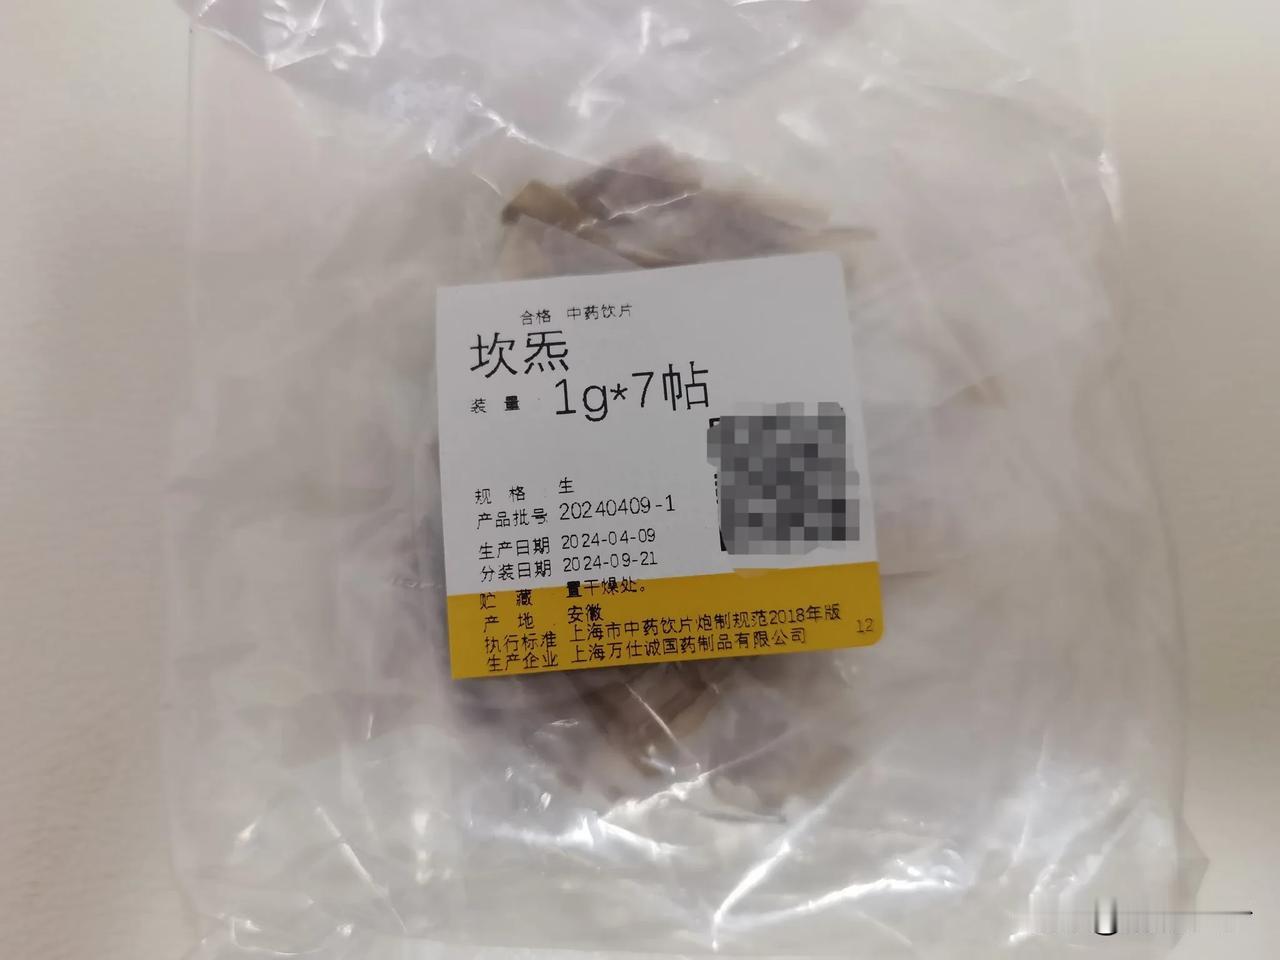 合格 中药饮片
坎炁
装量 1g*7帖
规格 生
产品批号 20240409-1
生产日期 2024-04-09
分装日期 2024-09-21
贮藏 置干燥处。
产地 安徽
执行标准 上海市中药饮片炮制规范2018年版
生产企业 上海万仕诚国药制品有限公司 12